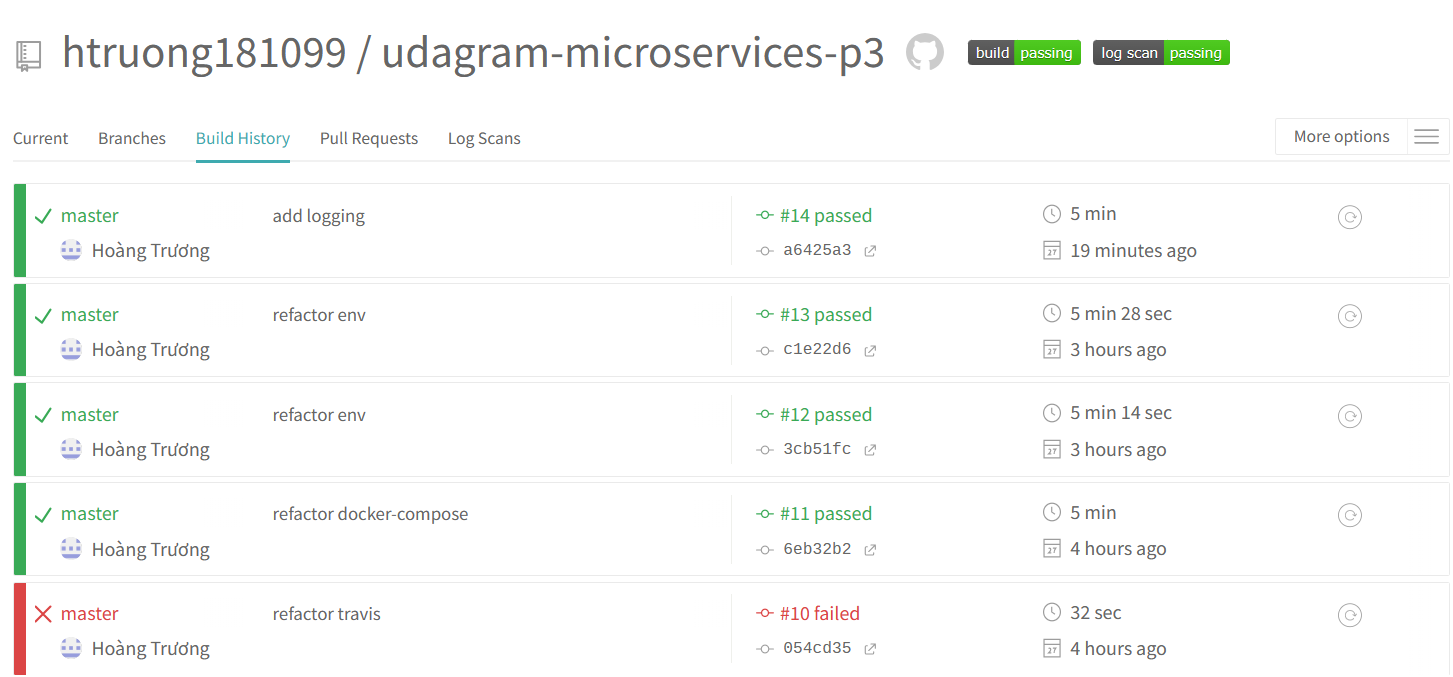 htruong181099 / udagram-microservices-p3 build passing log scan passing
Current Branches Build History Pull Requests Log Scans More options
master add logging #14 passed 5 min
Hoàng Trương a6425a3 19 minutes ago
master refactor env #13 passed 5 min 28 sec
Hoàng Trương c1e22d6 3 hours ago
master refactor env #12 passed 5 min 14 sec
Hoàng Trương 3cb51fc 3 hours ago
master refactor docker-compose #11 passed 5 min
Hoàng Trương 6eb32b2 4 hours ago
master refactor travis #10 failed 32 sec
Hoàng Trương 054cd35 4 hours ago